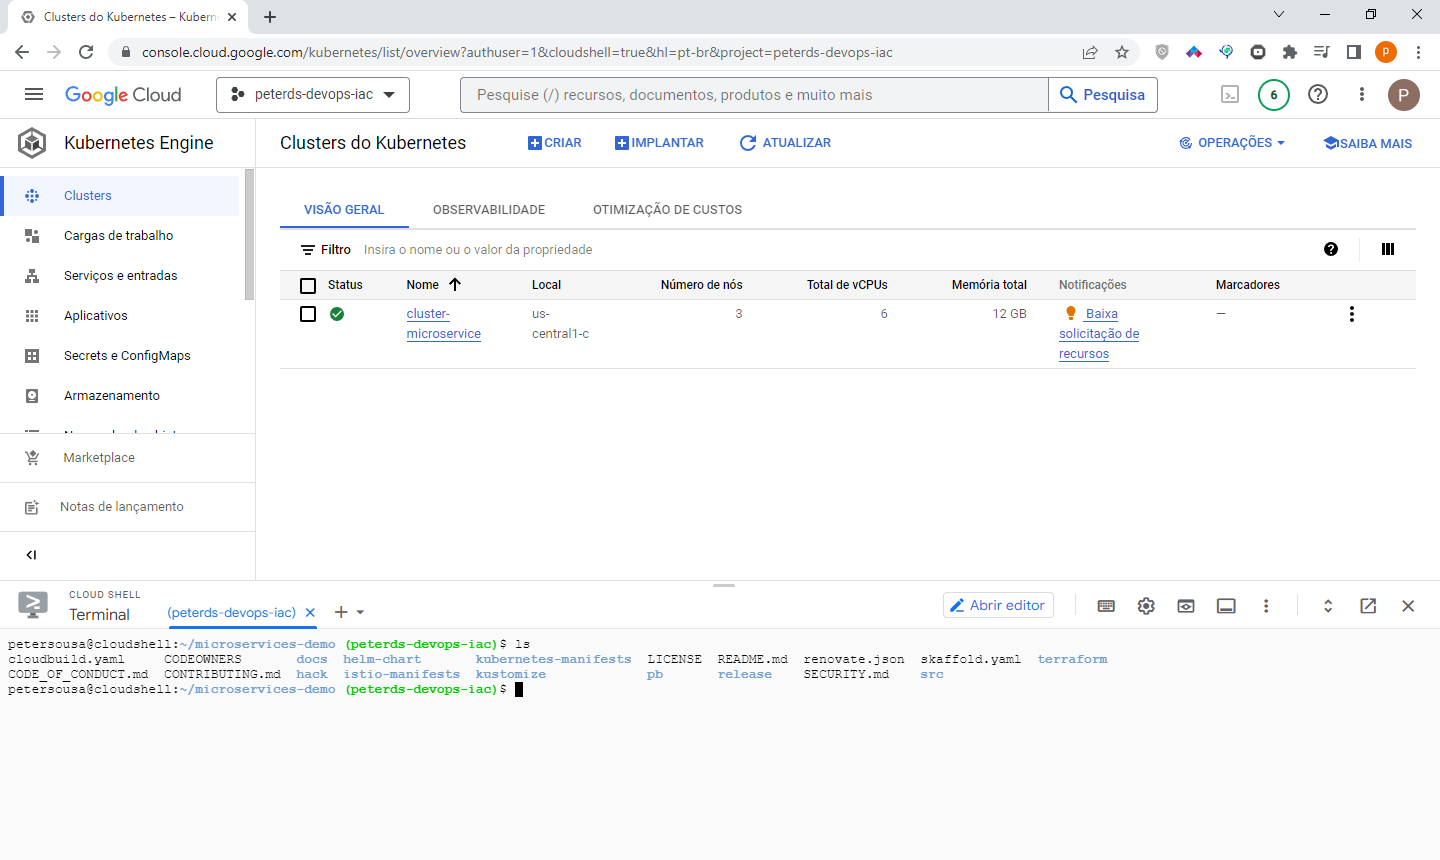 Clusters do Kubernetes – Kubern
console.cloud.google.com/kubernetes/list/overview?authuser=1&cloudshell=true&hl=pt-br&project=peterds-devops-iac
p
Google Cloud
peterds-devops-iac
Pesquise (/) recursos, documentos, produtos e muito mais
Pesquisa
6
P
Kubernetes Engine
Clusters do Kubernetes
CRIAR
IMPLANTAR
ATUALIZAR
OPERAÇÕES
SAIBA MAIS
Clusters
Cargas de trabalho
Serviços e entradas
Aplicativos
Secrets e ConfigMaps
Armazenamento
Marketplace
Notas de lançamento
VISÃO GERAL
OBSERVABILIDADE
OTIMIZAÇÃO DE CUSTOS
Filtro Insira o nome ou o valor da propriedade
Status Nome Local Número de nós Total de vCPUs Memória total Notificações Marcadores
cluster- us- 3 6 12 GB Baixa –
microservice central1-c solicitação de
recursos
CLOUD SHELL
Terminal
(peterds-devops-iac)
Abrir editor
petersousa@cloudshell:~/microservices-demo (peterds-devops-iac)$ ls
cloudbuild.yaml CODEOWNERS docs helm-chart kubernetes-manifests LICENSE README.md renovate.json skaffold.yaml terraform
CODE_OF_CONDUCT.md CONTRIBUTING.md hack istio-manifests kustomize pb release SECURITY.md src
petersousa@cloudshell:~/microservices-demo (peterds-devops-iac)$